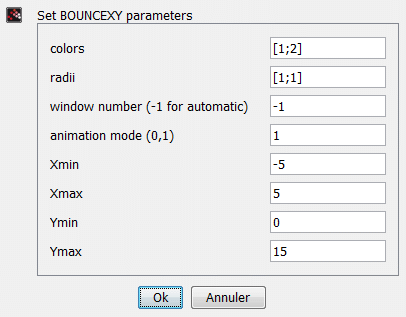 Set BOUNCEXY parameters
colors [1;2]
radii [1;1]
window number (-1 for automatic) -1
animation mode (0,1) 1
Xmin -5
Xmax 5
Ymin 0
Ymax 15
Ok Annuler